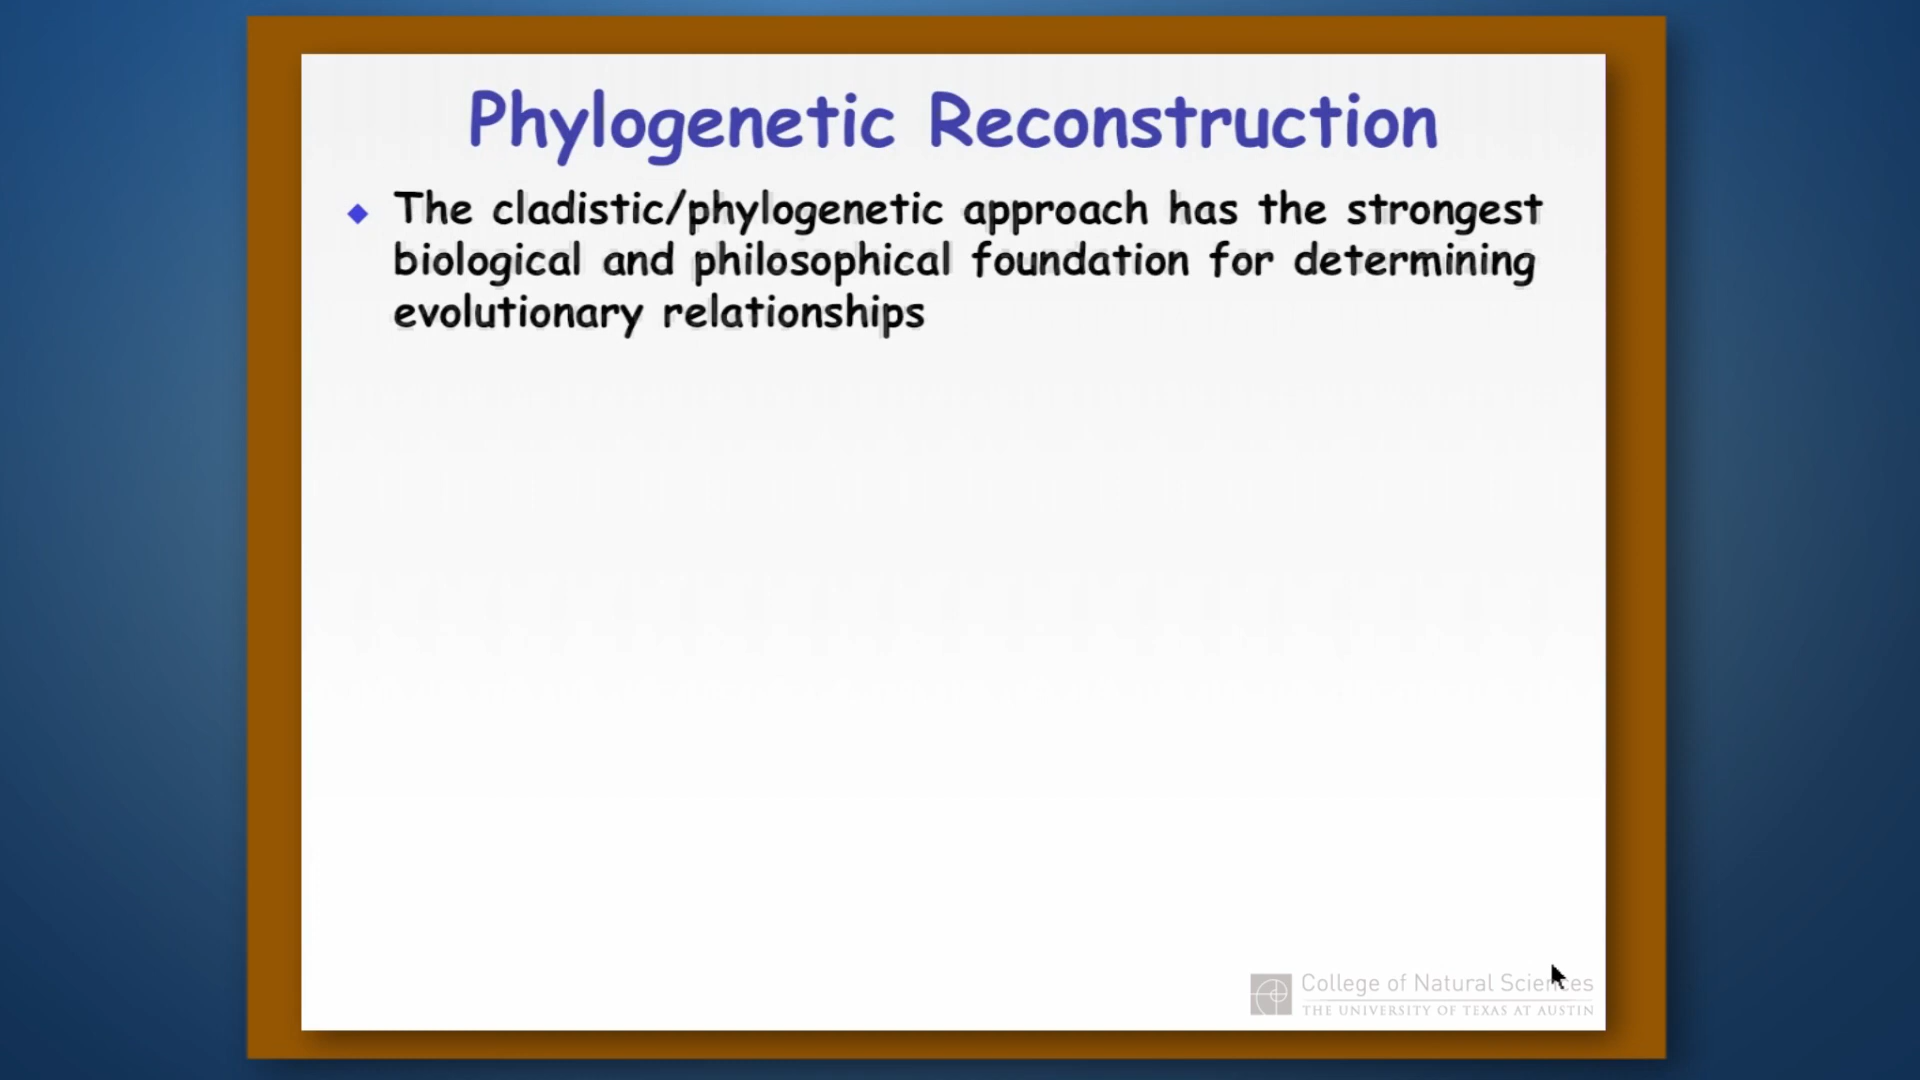 Phylogenetic Reconstruction
The cladistic/phylogenetic approach has the strongest
biological and philosophical foundation for determining
evolutionary relationships
College of Natural Sciences
THE UNIVERSITY OF TEXAS AT AUSTIN